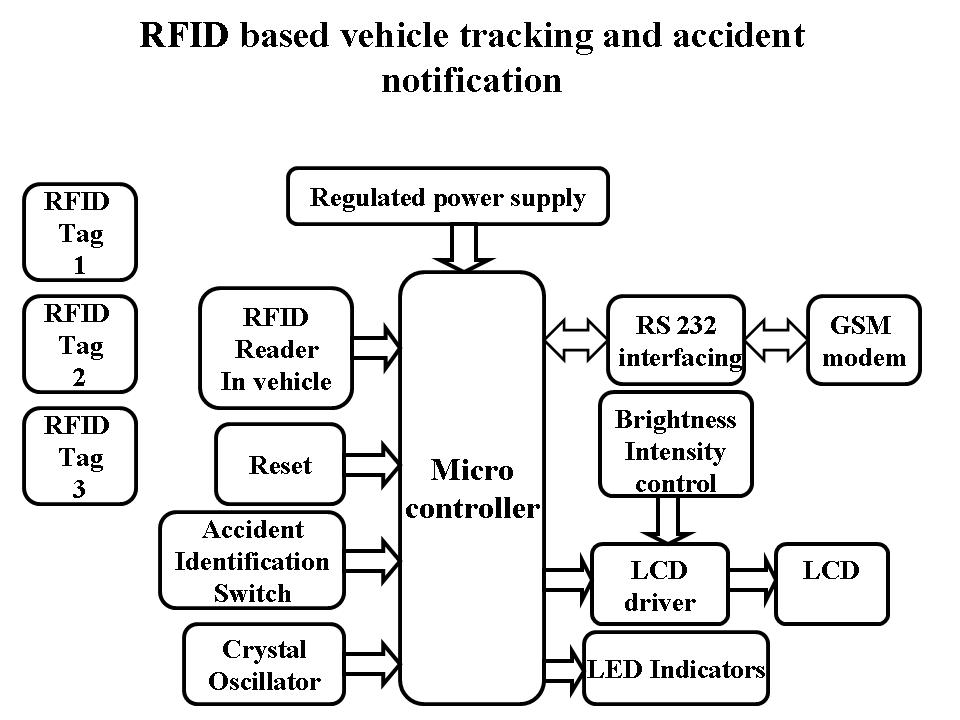 RFID based vehicle tracking and accident
notification
Regulated power supply
RFID
Tag
1
RFID
Tag
2
RFID
Tag
3
RFID
Reader
In vehicle
Reset
Accident
Identification
Switch
Crystal
Oscillator
Micro
controller
RS 232
interfacing
GSM
modem
Brightness
Intensity
control
LCD
driver
LCD
LED Indicators